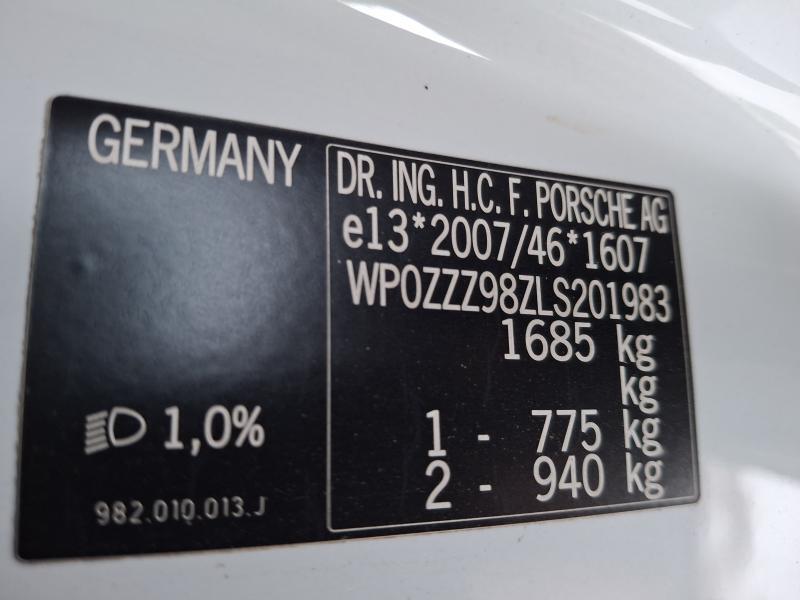 GERMANY
DR. ING. H.C. F. PORSCHE AG
e13*2007/46*1607
WP0ZZZ98ZLS201983
1685 kg
kg
1 - 775 kg
2 - 940 kg
1,0%
982.010.013.J